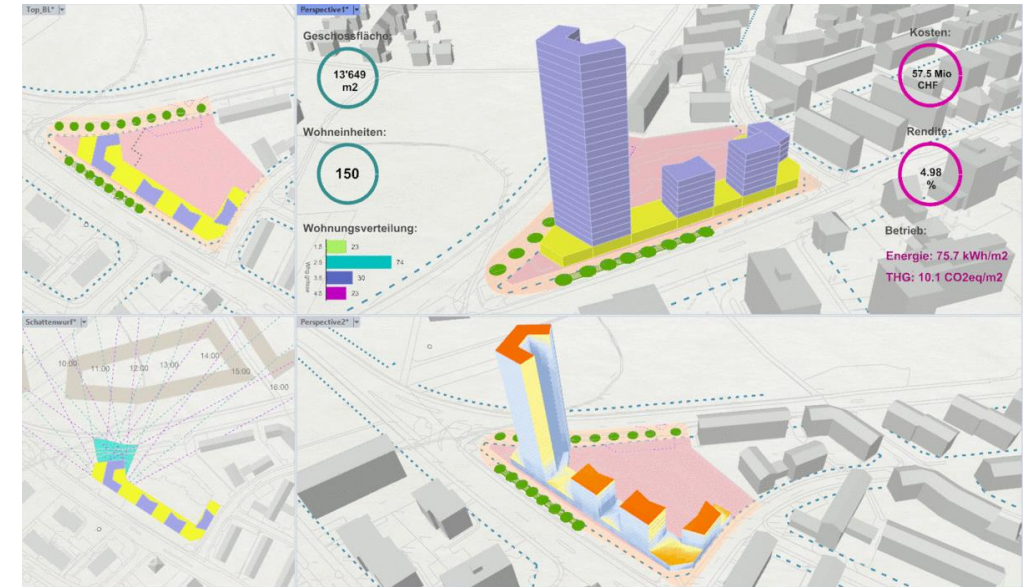 Top_BL*
Perspective1*
Geschossfläche:
13'649
m2
Wohneinheiten:
150
Wohnungsverteilung:
1.5 23
2.5 74
3.5 30
4.5 23
Kosten:
57.5 Mio
CHF
Rendite:
4.98
%
Betrieb:
Energie: 75.7 kWh/m2
THG: 10.1 CO2eq/m2
Schattenwurf*
10:00
11:00
12:00
13:00
14:00
15:00
16:00
Perspective2*